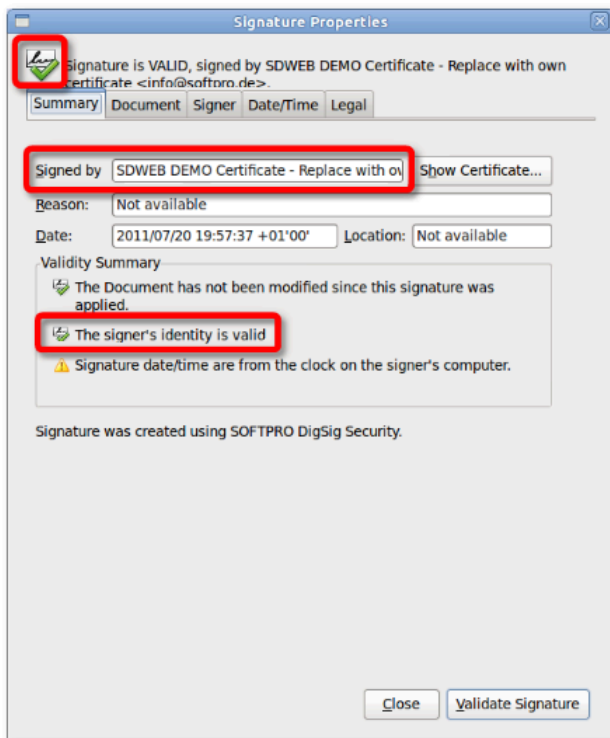 Signature Properties
Signature is VALID, signed by SDWEB DEMO Certificate - Replace with own
certificate <info@softpro.de>.
Summary Document Signer Date/Time Legal
Signed by SDWEB DEMO Certificate - Replace with Show Certificate...
Reason: Not available
Date: 2011/07/20 19:57:37 +01'00' Location: Not available
Validity Summary
The Document has not been modified since this signature was
applied.
The signer's identity is valid
Signature date/time are from the clock on the signer's computer.
Signature was created using SOFTPRO DigSig Security.
Close Validate Signature